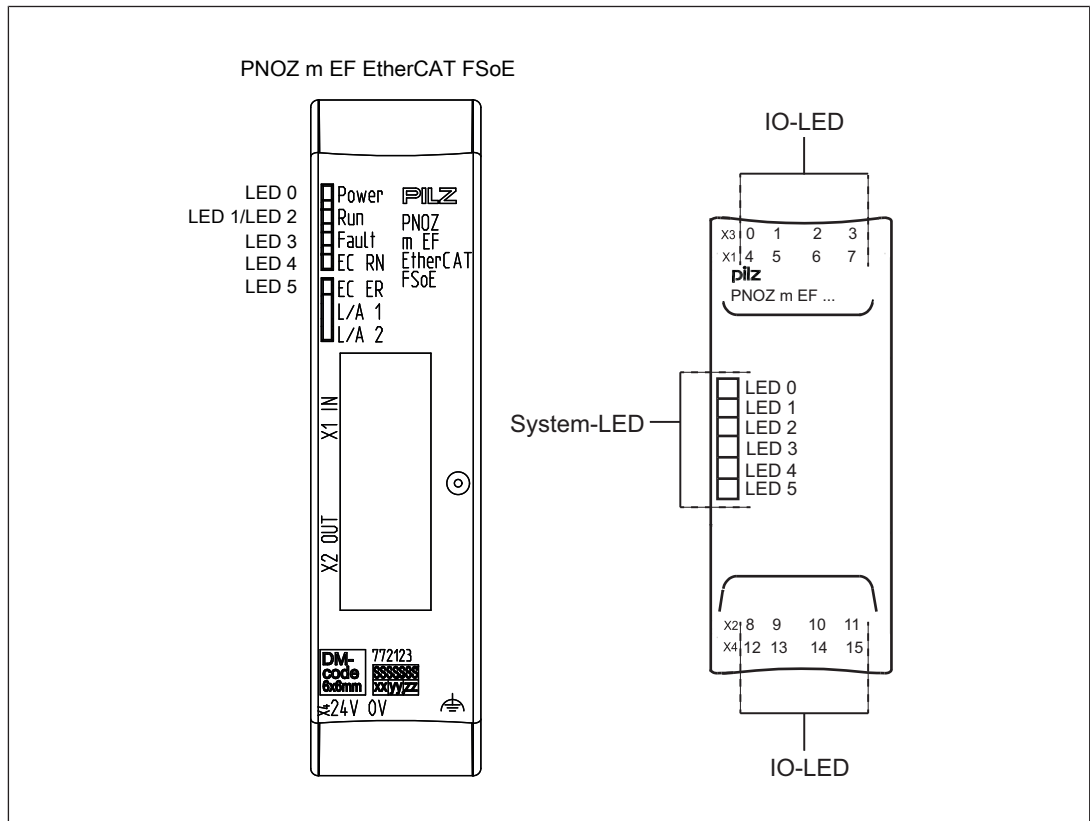 PNOZ m EF EtherCAT FSoE
LED 0
LED 1/LED 2
LED 3
LED 4
LED 5
Power
Run
Fault
EC RN
EC ER
L/A 1
L/A 2
PILZ
PNOZ
m EF
EtherCAT
FSoE
X1 IN
X2 OUT
DM-
code
6x6mm
772123
SSSSSSS
xx|yy|zz
X4
24V 0V
IO-LED
X3 0 1 2 3
X1 4 5 6 7
pilz
PNOZ m EF ...
System-LED
LED 0
LED 1
LED 2
LED 3
LED 4
LED 5
X2 8 9 10 11
X4 12 13 14 15
IO-LED